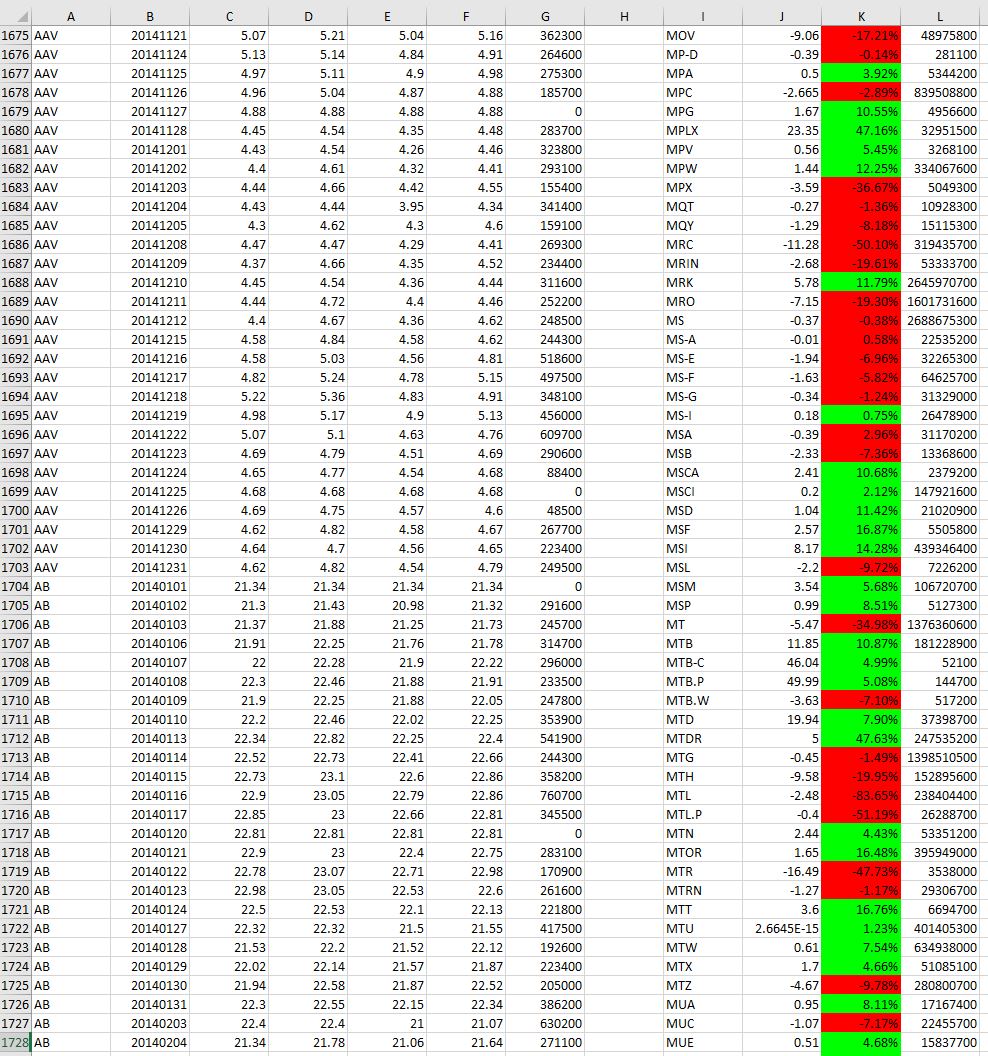 A B C D E F G H I J K L
1675 AAV 20141121 5.07 5.21 5.04 5.16 362300 MOV -9.06 -17.21% 48975800
1676 AAV 20141124 5.13 5.14 4.84 4.91 264600 MP-D -0.39 -0.14% 281100
1677 AAV 20141125 4.97 5.11 4.9 4.98 275300 MPA 0.5 3.92% 5344200
1678 AAV 20141126 4.96 5.04 4.87 4.88 185700 MPC -2.665 -2.89% 839508800
1679 AAV 20141127 4.88 4.88 4.88 4.88 0 MPG 1.67 10.55% 4956600
1680 AAV 20141128 4.45 4.54 4.35 4.48 283700 MPLX 23.35 47.16% 32951500
1681 AAV 20141201 4.43 4.54 4.26 4.46 323800 MPV 0.56 5.45% 3268100
1682 AAV 20141202 4.4 4.61 4.32 4.41 293100 MPW 1.44 12.25% 334067600
1683 AAV 20141203 4.44 4.66 4.42 4.55 155400 MPX -3.59 -36.67% 5049300
1684 AAV 20141204 4.43 4.44 3.95 4.34 341400 MQT -0.27 -1.36% 10928300
1685 AAV 20141205 4.3 4.62 4.3 4.6 159100 MQY -1.29 -8.18% 15115300
1686 AAV 20141208 4.47 4.47 4.29 4.41 269300 MRC -11.28 -50.10% 319435700
1687 AAV 20141209 4.37 4.66 4.35 4.52 234400 MRIN -2.68 -19.61% 53333700
1688 AAV 20141210 4.45 4.54 4.36 4.44 311600 MRK 5.78 11.79% 2645970700
1689 AAV 20141211 4.44 4.72 4.4 4.46 252200 MRO -7.15 -19.30% 1601731600
1690 AAV 20141212 4.4 4.67 4.36 4.62 248500 MS -0.37 -0.38% 2688675300
1691 AAV 20141215 4.58 4.84 4.58 4.62 244300 MS-A -0.01 0.58% 22535200
1692 AAV 20141216 4.58 5.03 4.56 4.81 518600 MS-E -1.94 -6.96% 32265300
1693 AAV 20141217 4.82 5.24 4.78 5.15 497500 MS-F -1.63 -5.82% 64625700
1694 AAV 20141218 5.22 5.36 4.83 4.91 348100 MS-G -0.34 -1.24% 31329000
1695 AAV 20141219 4.98 5.17 4.9 5.13 456000 MS-I 0.18 0.75% 26478900
1696 AAV 20141222 5.07 5.1 4.63 4.76 609700 MSA -0.39 2.96% 31170200
1697 AAV 20141223 4.69 4.79 4.51 4.69 290600 MSB -2.33 -7.36% 13368600
1698 AAV 20141224 4.65 4.77 4.54 4.68 88400 MSCA 2.41 10.68% 2379200
1699 AAV 20141225 4.68 4.68 4.68 4.68 0 MSCI 0.2 2.12% 147921600
1700 AAV 20141226 4.69 4.75 4.57 4.6 48500 MSD 1.04 11.42% 21020900
1701 AAV 20141229 4.62 4.82 4.58 4.67 267700 MSF 2.57 16.87% 5505800
1702 AAV 20141230 4.64 4.7 4.56 4.65 223400 MSI 8.17 14.28% 439346400
1703 AAV 20141231 4.62 4.82 4.54 4.79 249500 MSL -2.2 -9.72% 7226200
1704 AB 20140101 21.34 21.34 21.34 21.34 0 MSM 3.54 5.68% 106720700
1705 AB 20140102 21.3 21.43 20.98 21.32 291600 MSP 0.99 8.51% 5127300
1706 AB 20140103 21.37 21.88 21.25 21.73 245700 MT -5.47 -34.98% 1376360600
1707 AB 20140106 21.91 22.25 21.76 21.78 314700 MTB 11.85 10.87% 181228900
1708 AB 20140107 22 22.28 21.9 22.22 296000 MTB-C 46.04 4.99% 52100
1709 AB 20140108 22.3 22.46 21.88 21.91 233500 MTB.P 49.99 5.08% 144700
1710 AB 20140109 21.9 22.25 21.88 22.05 247800 MTB.W -3.63 -7.10% 517200
1711 AB 20140110 22.2 22.46 22.02 22.25 353900 MTD 19.94 7.90% 37398700
1712 AB 20140113 22.34 22.82 22.25 22.4 541900 MTDR 5 47.63% 247535200
1713 AB 20140114 22.52 22.73 22.41 22.66 244300 MTG -0.45 -1.49% 1398510500
1714 AB 20140115 22.73 23.1 22.6 22.86 358200 MTH -9.58 -19.95% 152895600
1715 AB 20140116 22.9 23.05 22.79 22.86 760700 MTL -2.48 -83.65% 238404400
1716 AB 20140117 22.85 23 22.66 22.81 345500 MTL.P -0.4 -51.19% 26288700
1717 AB 20140120 22.81 22.81 22.81 22.81 0 MTN 2.44 4.43% 53351200
1718 AB 20140121 22.9 23 22.4 22.75 283100 MTOR 1.65 16.48% 395949000
1719 AB 20140122 22.78 23.07 22.71 22.98 170900 MTR -16.49 -47.73% 3538000
1720 AB 20140123 22.98 23.05 22.53 22.6 261600 MTRN -1.27 -1.17% 29306700
1721 AB 20140124 22.5 22.53 22.1 22.13 221800 MTT 3.6 16.76% 6694700
1722 AB 20140127 22.32 22.32 21.5 21.55 417500 MTU 2.6645E-15 1.23% 401405300
1723 AB 20140128 21.53 22.2 21.52 22.12 192600 MTW 0.61 7.54% 634938000
1724 AB 20140129 22.02 22.14 21.57 21.87 223400 MTX 1.7 4.66% 51085100
1725 AB 20140130 21.94 22.58 21.87 22.52 205000 MTZ -4.67 -9.78% 280800700
1726 AB 20140131 22.3 22.55 22.15 22.34 386200 MUA 0.95 8.11% 17167400
1727 AB 20140203 22.4 22.4 21 21.07 630200 MUC -1.07 -7.17% 22455700
1728 AB 20140204 21.34 21.78 21.06 21.64 271100 MUE 0.51 4.68% 15837700